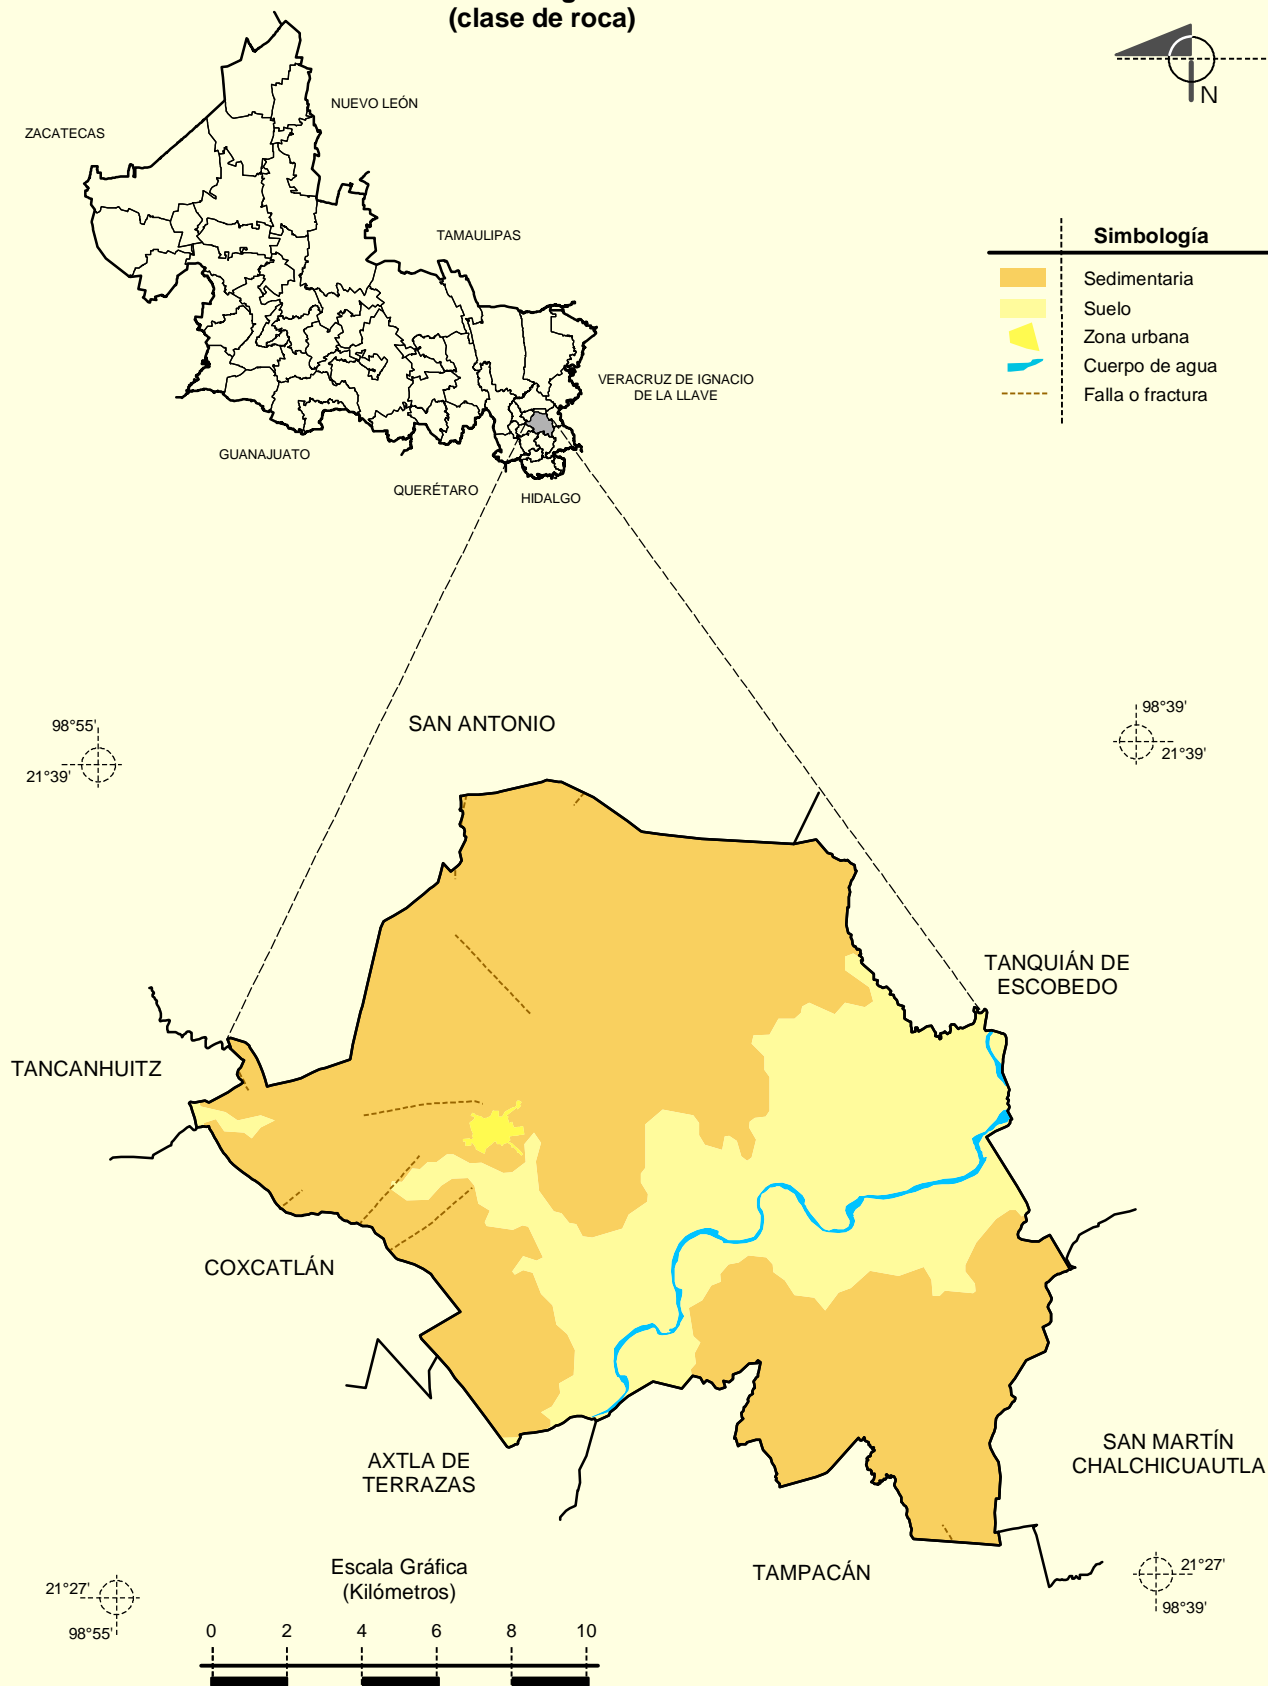 (clase de roca)
N
NUEVO LEÓN
ZACATECAS
TAMAULIPAS
VERACRUZ DE IGNACIO
DE LA LLAVE
GUANAJUATO
QUERÉTARO
HIDALGO
Simbología
Sedimentaria
Suelo
Zona urbana
Cuerpo de agua
Falla o fractura
98°55'
21°39'
98°39'
21°39'
SAN ANTONIO
TANQUIÁN DE
ESCOBEDO
TANCANHUITZ
COXCATLÁN
AXTLA DE
TERRAZAS
SAN MARTÍN
CHALCHICUAUTLA
TAMPACÁN
21°27'
98°55'
21°27'
98°39'
Escala Gráfica
(Kilómetros)
0 2 4 6 8 10